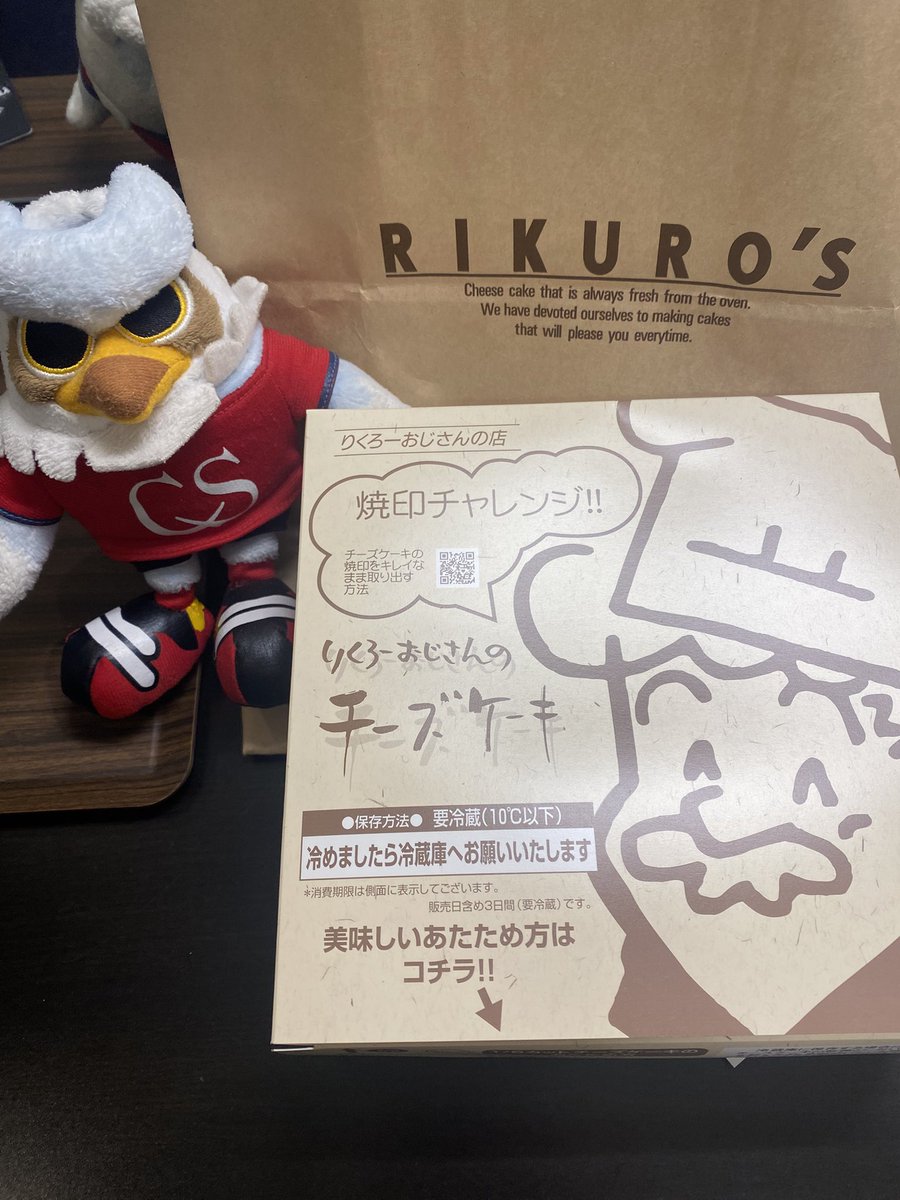 RIKURO'S
Cheese cake that is always fresh from the oven.
We have devoted ourselves to making cakes
that will please you everytime.
CS
りくろーおじさんの店
焼印チャレンジ!!
チーズケーキの
焼印をキレイな
まま取り出す
方法
りくろーおじさんの
チーズケーキ
●保存方法● 要冷蔵(10℃以下)
冷めましたら冷蔵庫へお願いいたします
*消費期限は側面に表示してございます。
販売日含め3日間(要冷蔵)です。
美味しいあたため方は
コチラ!!